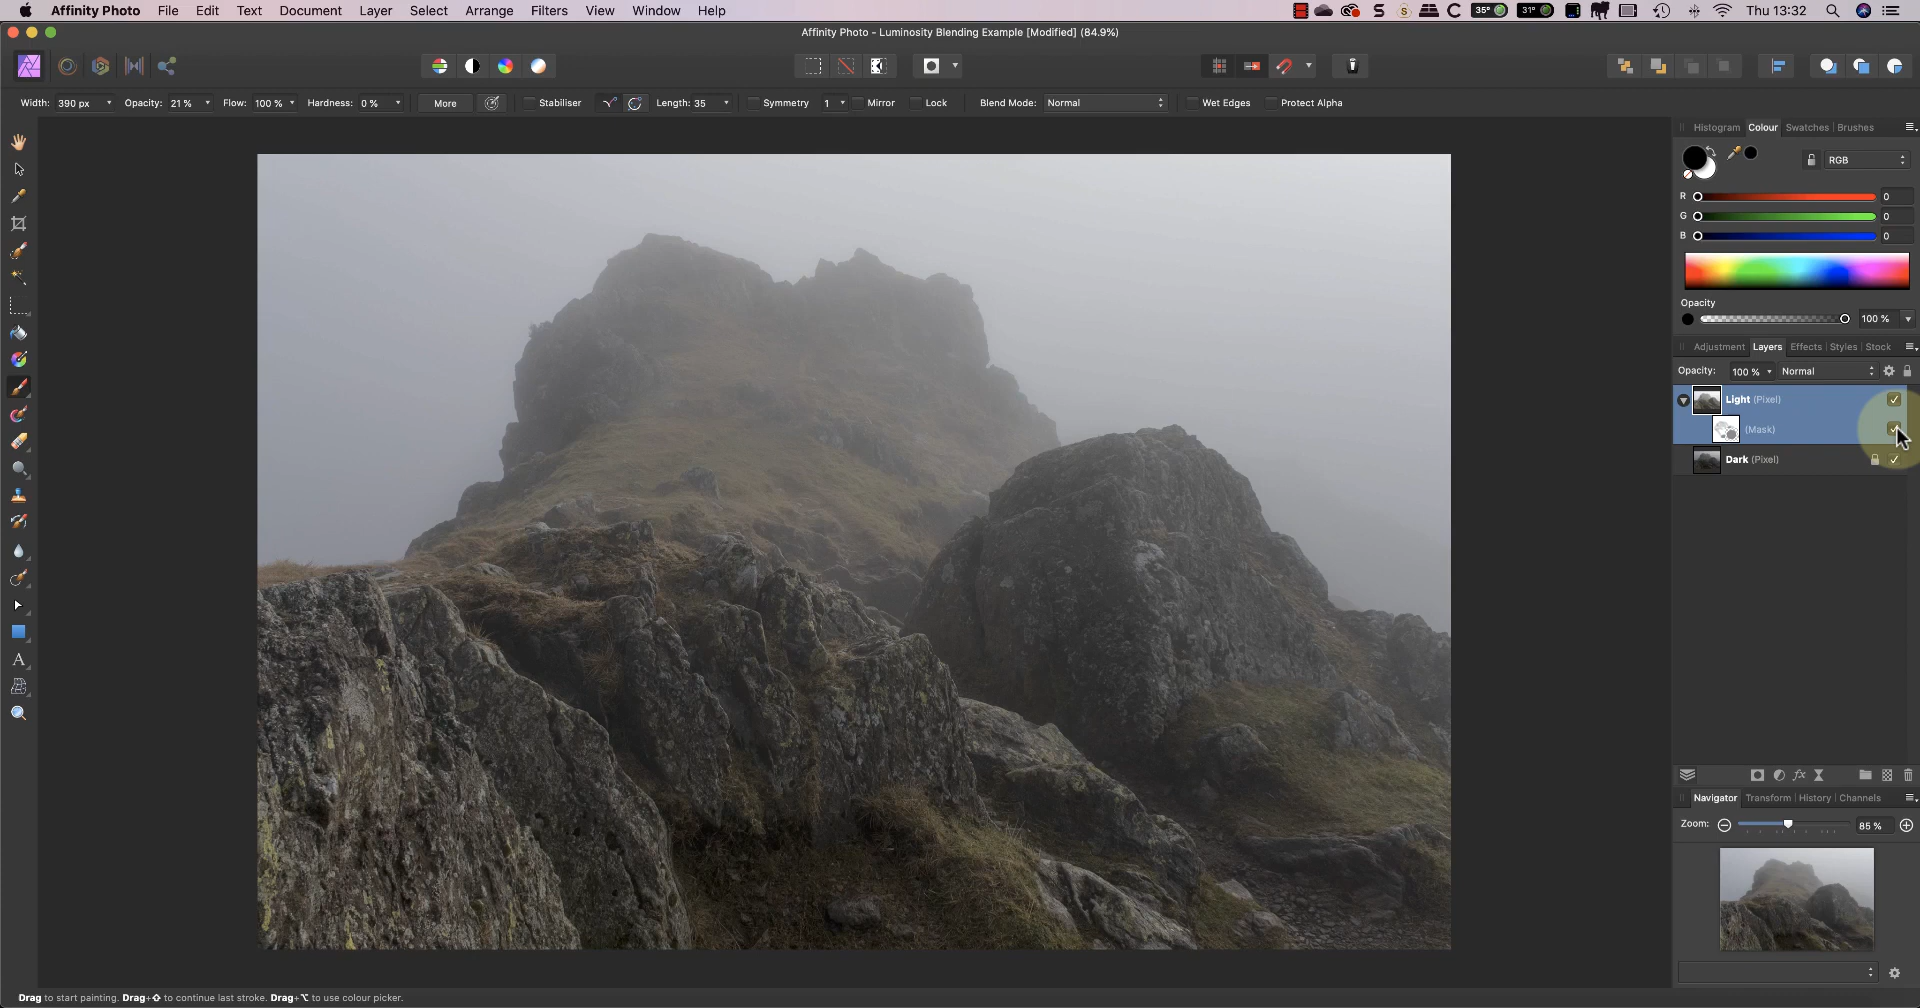 Affinity Photo File Edit Text Document Layer Select Arrange Filters View Window Help 35° 31° Thu 13:32
Affinity Photo - Luminosity Blending Example [Modified] (84.9%)
Width: 390 px Opacity: 21 % Flow: 100 % Hardness: 0 % More Stabiliser Length: 35 Symmetry 1 Mirror Lock Blend Mode: Normal Wet Edges Protect Alpha
Histogram Colour Swatches Brushes
RGB
R 0
G 0
B 0
Opacity
100 %
Adjustment Layers Effects Styles Stock
Opacity: 100 % Normal
Light (Pixel)
(Mask)
Dark (Pixel)
Navigator Transform History Channels
Zoom: 85 %
Drag to start painting. Drag+⇧ to continue last stroke. Drag+⌥ to use colour picker.